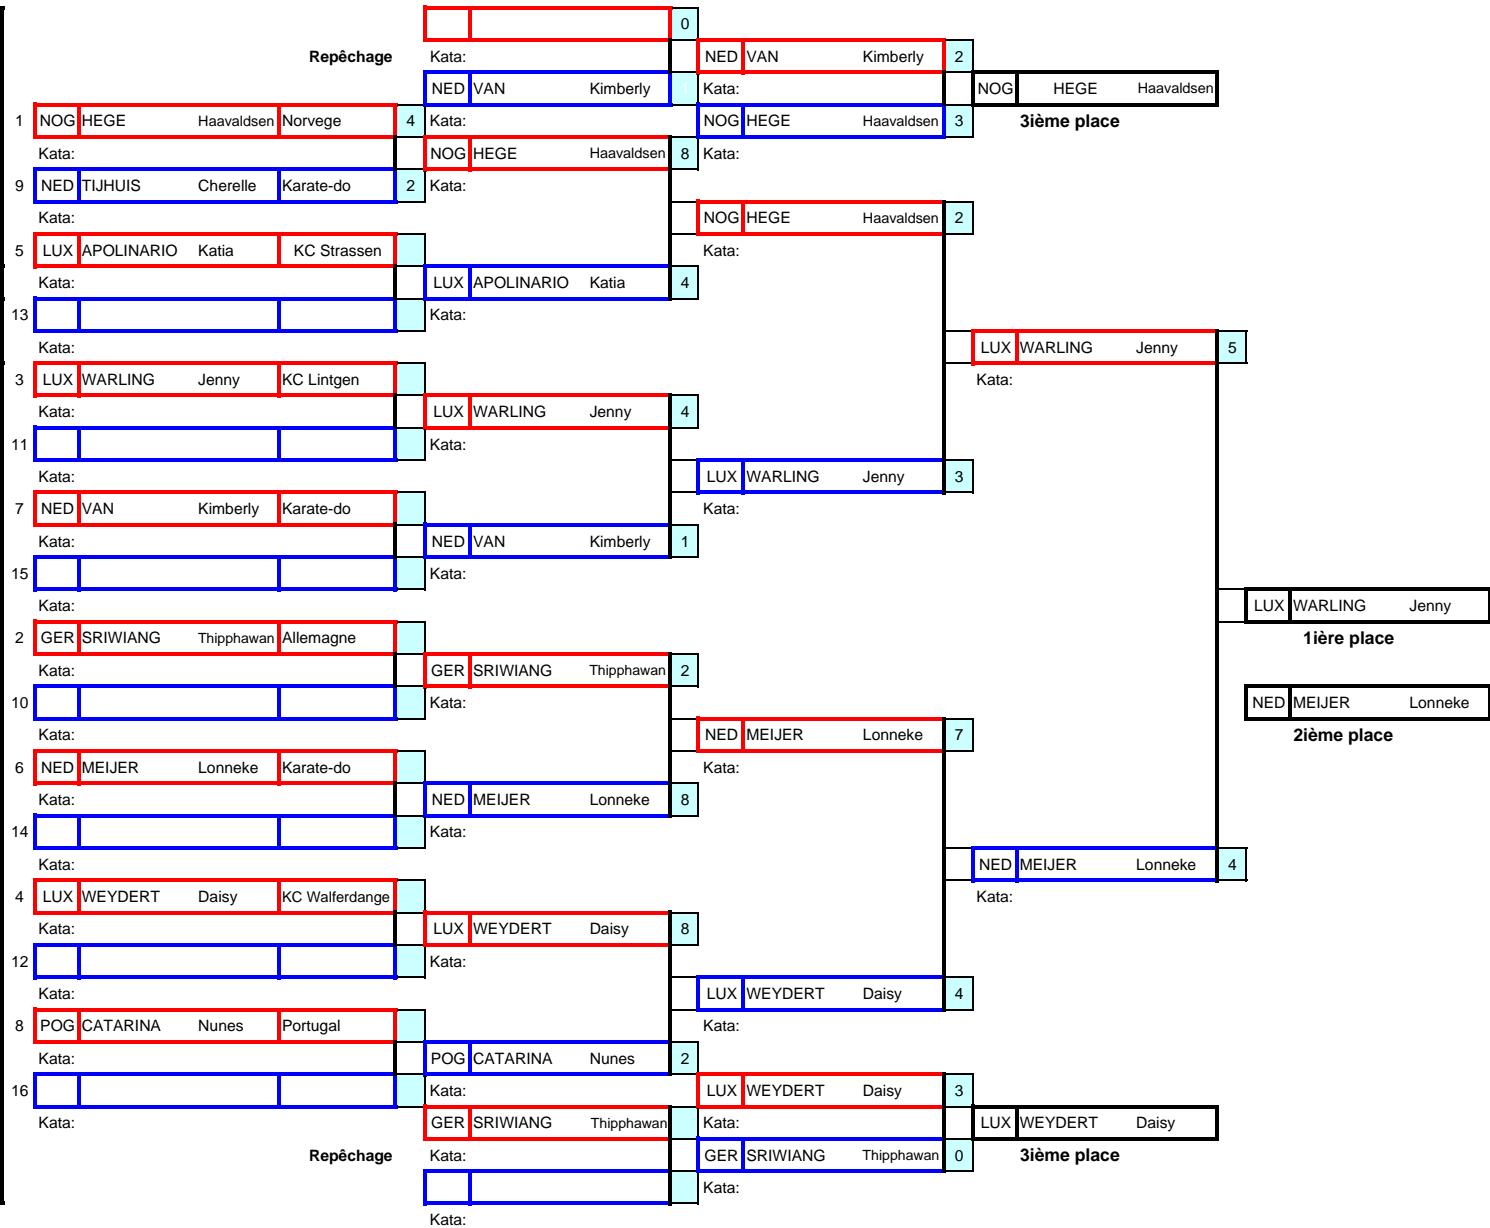 0
Repêchage Kata: NED VAN Kimberly 2
NED VAN Kimberly 1 Kata: NOG HEGE Haavaldsen
1 NOG HEGE Haavaldsen Norvege 4 Kata: NOG HEGE Haavaldsen 3 3ième place
Kata: NOG HEGE Haavaldsen 8 Kata:
9 NED TIJHUIS Cherelle Karate-do 2 Kata:
Kata: NOG HEGE Haavaldsen 2
5 LUX APOLINARIO Katia KC Strassen Kata:
Kata: LUX APOLINARIO Katia 4
13 Kata:
Kata: LUX WARLING Jenny 5
3 LUX WARLING Jenny KC Lintgen Kata:
Kata: LUX WARLING Jenny 4
11 Kata:
Kata: LUX WARLING Jenny 3
7 NED VAN Kimberly Karate-do Kata:
Kata: NED VAN Kimberly 1
15 Kata:
Kata: LUX WARLING Jenny
2 GER SRIWIANG Thipphawan Allemagne 1ière place
Kata: GER SRIWIANG Thipphawan 2
10 Kata: NED MEIJER Lonneke
Kata: NED MEIJER Lonneke 7 2ième place
6 NED MEIJER Lonneke Karate-do Kata:
Kata: NED MEIJER Lonneke 8
14 Kata:
Kata: NED MEIJER Lonneke 4
4 LUX WEYDERT Daisy KC Walferdange Kata:
Kata: LUX WEYDERT Daisy 8
12 Kata:
Kata: LUX WEYDERT Daisy 4
8 POG CATARINA Nunes Portugal Kata:
Kata: POG CATARINA Nunes 2
16 Kata: LUX WEYDERT Daisy 3
Kata: GER SRIWIANG Thipphawan Kata: LUX WEYDERT Daisy
Repêchage Kata: GER SRIWIANG Thipphawan 0 3ième place
Kata:
Kata: